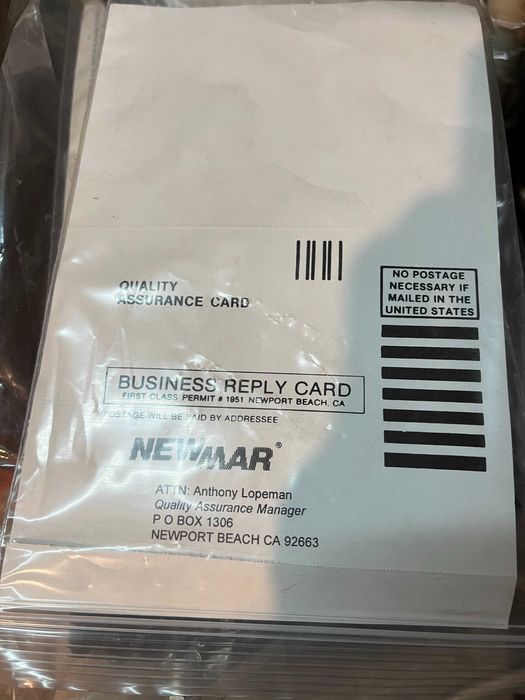 QUALITY
ASSURANCE CARD
NO POSTAGE
NECESSARY IF
MAILED IN THE
UNITED STATES
BUSINESS REPLY CARD
FIRST CLASS PERMIT # 1951 NEWPORT BEACH, CA
POSTAGE WILL BE PAID BY ADDRESSEE
NEWMAR®
ATTN: Anthony Lopeman
Quality Assurance Manager
P O BOX 1306
NEWPORT BEACH CA 92663